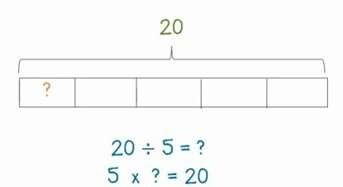 20
?
20 ÷ 5 = ?
5 x ? = 20